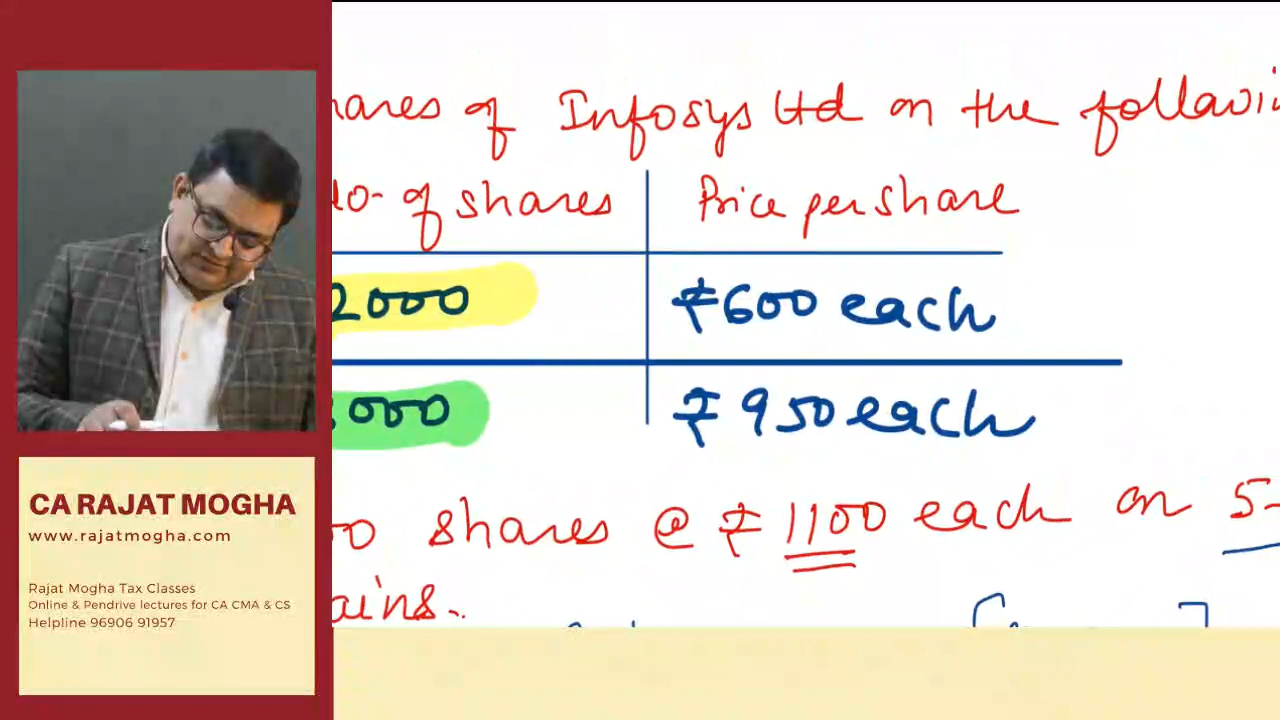 hares of Infosys Ltd on the followin
No- of shares Price per share
2000 ₹600 each
000 ₹950 each
00 shares @ ₹1100 each on 5-
ains.
CA RAJAT MOGHA
www.rajatmogha.com
Rajat Mogha Tax Classes
Online & Pendrive lectures for CA CMA & CS
Helpline 96906 91957